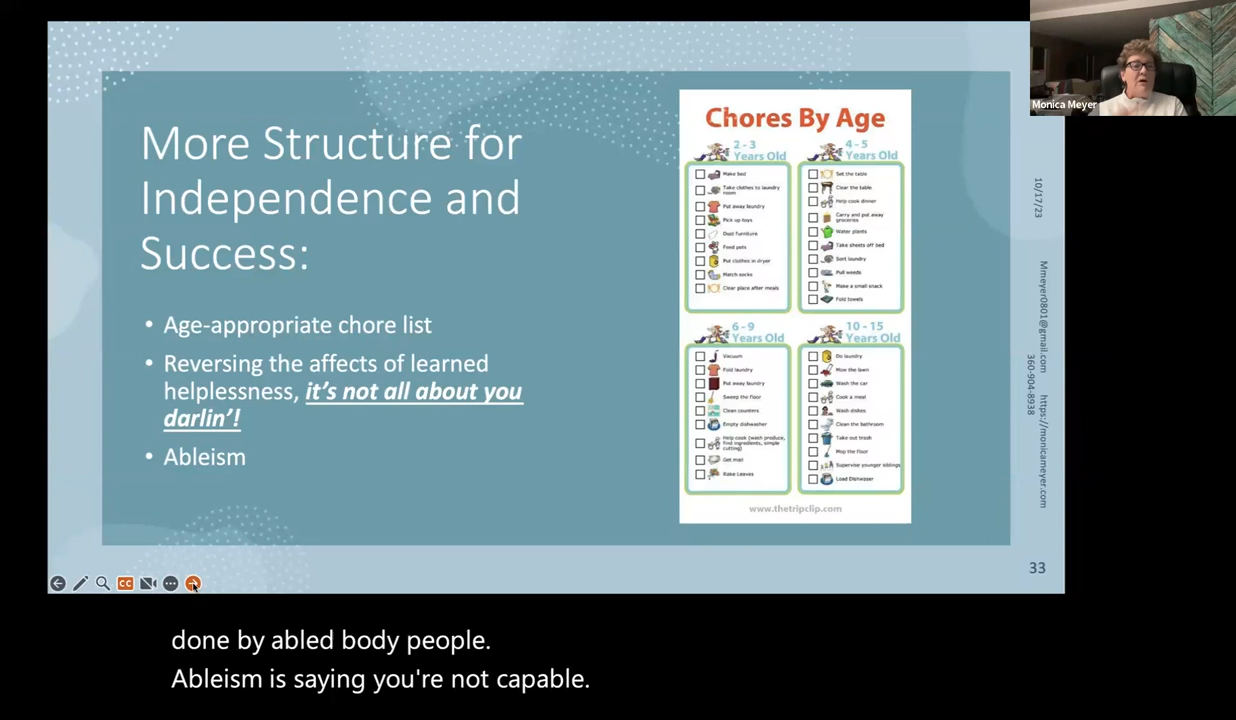 More Structure for
Independence and
Success:
• Age-appropriate chore list
• Reversing the affects of learned
helplessness, it's not all about you
darlin'!
• Ableism
Chores By Age
2 - 3
Years Old
Make bed
Take clothes to laundry
room
Put away laundry
Pick up toys
Dust furniture
Feed pets
Put clothes in dryer
Match socks
Clear place after meals
4 - 5
Years Old
Set the table
Clear the table
Help cook dinner
Carry and put away
groceries
Water plants
Take sheets off bed
Sort laundry
Pull weeds
Make a small snack
Fold towels
6 - 9
Years Old
Vacuum
Fold laundry
Put away laundry
Sweep the floor
Clean counters
Empty dishwasher
Help cook (wash produce,
find ingredients, simple
cutting)
Get mail
Rake Leaves
10 - 15
Years Old
Do laundry
Mow the lawn
Wash the car
Cook a meal
Wash dishes
Clean the bathroom
Take out trash
Mop the floor
Supervise younger siblings
Load Dishwasher
www.thetripclip.com
Monica Meyer
10/17/23
Mmeyer0801@gmail.com https://monicameyer.com
360-904-8938
33
CC
done by abled body people.
Ableism is saying you're not capable.